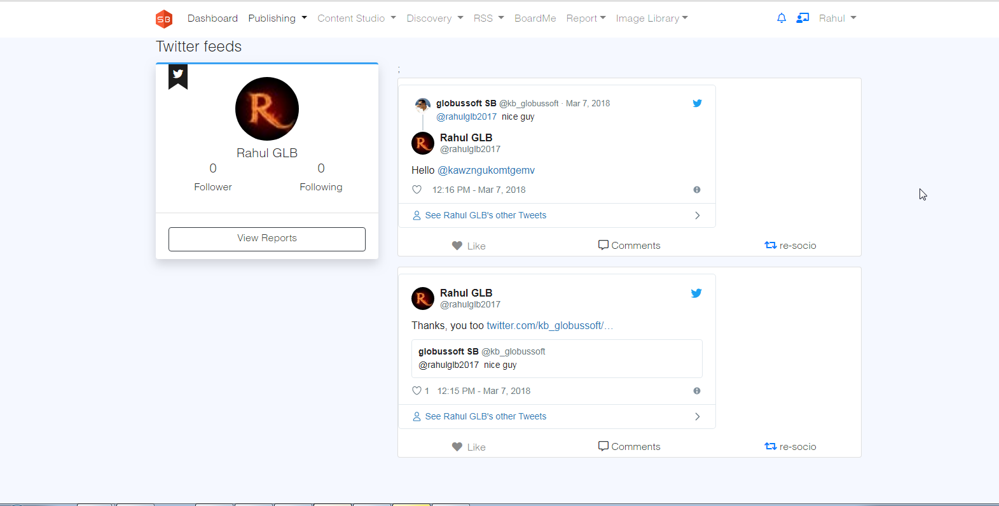 SB Dashboard Publishing Content Studio Discovery RSS BoardMe Report Image Library Rahul
Twitter feeds
R
Rahul GLB
0 0
Follower Following
View Reports
;
globussoft SB @kb_globussoft · Mar 7, 2018
@rahulglb2017 nice guy
Rahul GLB
@rahulglb2017
Hello @kawzngukomtgemv
12:16 PM - Mar 7, 2018
See Rahul GLB's other Tweets
Like Comments re-socio
Rahul GLB
@rahulglb2017
Thanks, you too twitter.com/kb_globussoft/…
globussoft SB @kb_globussoft
@rahulglb2017 nice guy
1 12:15 PM - Mar 7, 2018
See Rahul GLB's other Tweets
Like Comments re-socio